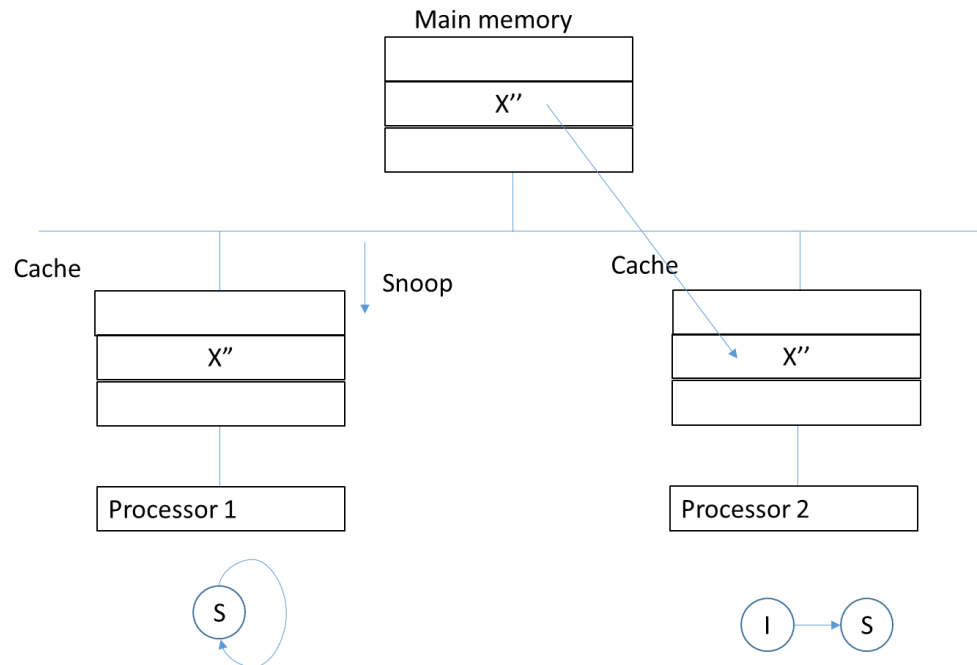 Main memory
X’’
Cache
Snoop
Cache
X”
X’’
Processor 1
Processor 2
S
I
S